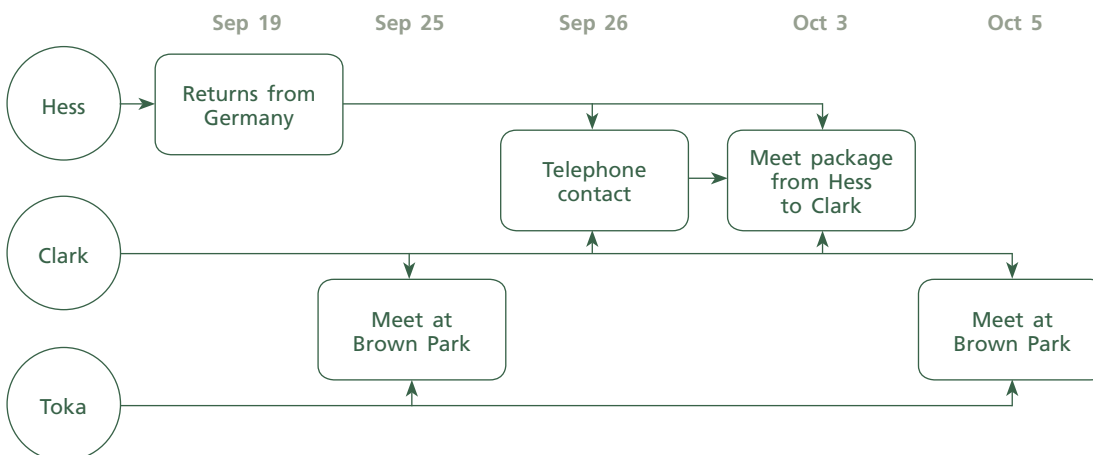 Sep 19
Sep 25
Sep 26
Oct 3
Oct 5
Hess
Returns from
Germany
Telephone
contact
Meet package
from Hess
to Clark
Clark
Meet at
Brown Park
Meet at
Brown Park
Toka